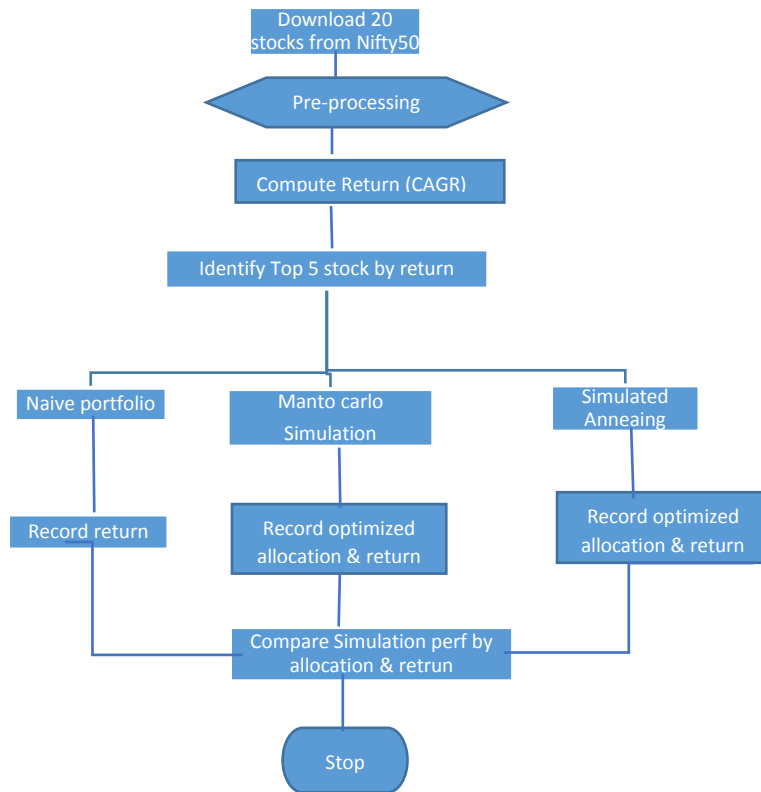 Download 20
stocks from Nifty50
Pre-processing
Compute Return (CAGR)
Identify Top 5 stock by return
Naive portfolio
Manto carlo
Simulation
Simulated
Anneaing
Record return
Record optimized
allocation & return
Record optimized
allocation & return
Compare Simulation perf by
allocation & retrun
Stop